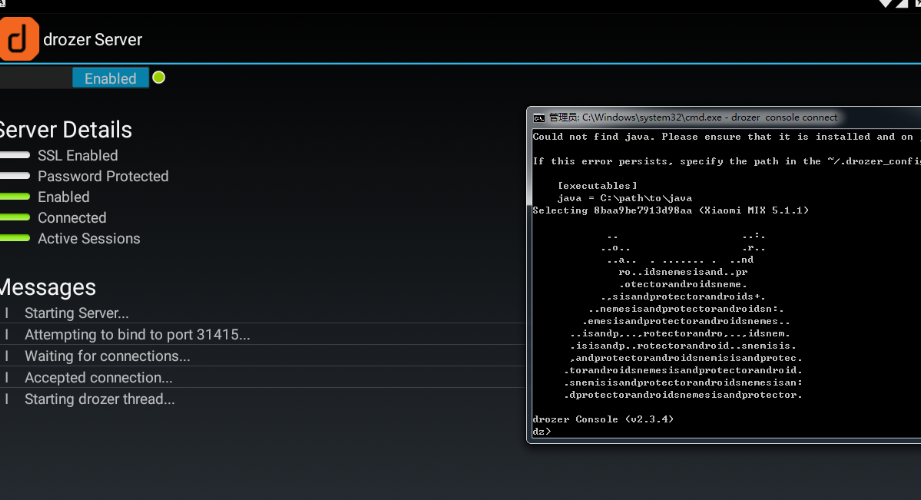 drozer Server
Enabled
Server Details
SSL Enabled
Password Protected
Enabled
Connected
Active Sessions
Messages
I Starting Server...
I Attempting to bind to port 31415...
I Waiting for connections...
I Accepted connection...
I Starting drozer thread...
管理员: C:\Windows\system32\cmd.exe - drozer console connect
Could not find java. Please ensure that it is installed and on
If this error persists, specify the path in the ~/.drozer_config
[executables]
java = C:\path\to\java
Selecting 8baa9be7913d98aa (Xiaomi MIX 5.1.1)
.. ..:.
..o.. .r..
..a.. . ....... . ..nd
ro..idsnemesisand..pr
.otectorandroidsneme.
.,sisandprotectorandroids+.
..nemesisandprotectorandroidsn:.
.emesisandprotectorandroidsnemes..
..isandp,..,rotectorandro,..,idsnem.
.isisandp..rotectorandroid..snemisis.
,andprotectorandroidsnemisisandprotec.
.torandroidsnemesisandprotectorandroid.
.snemisisandprotectorandroidsnemesisan:
.dprotectorandroidsnemesisandprotector.
drozer Console (v2.3.4)
dz>